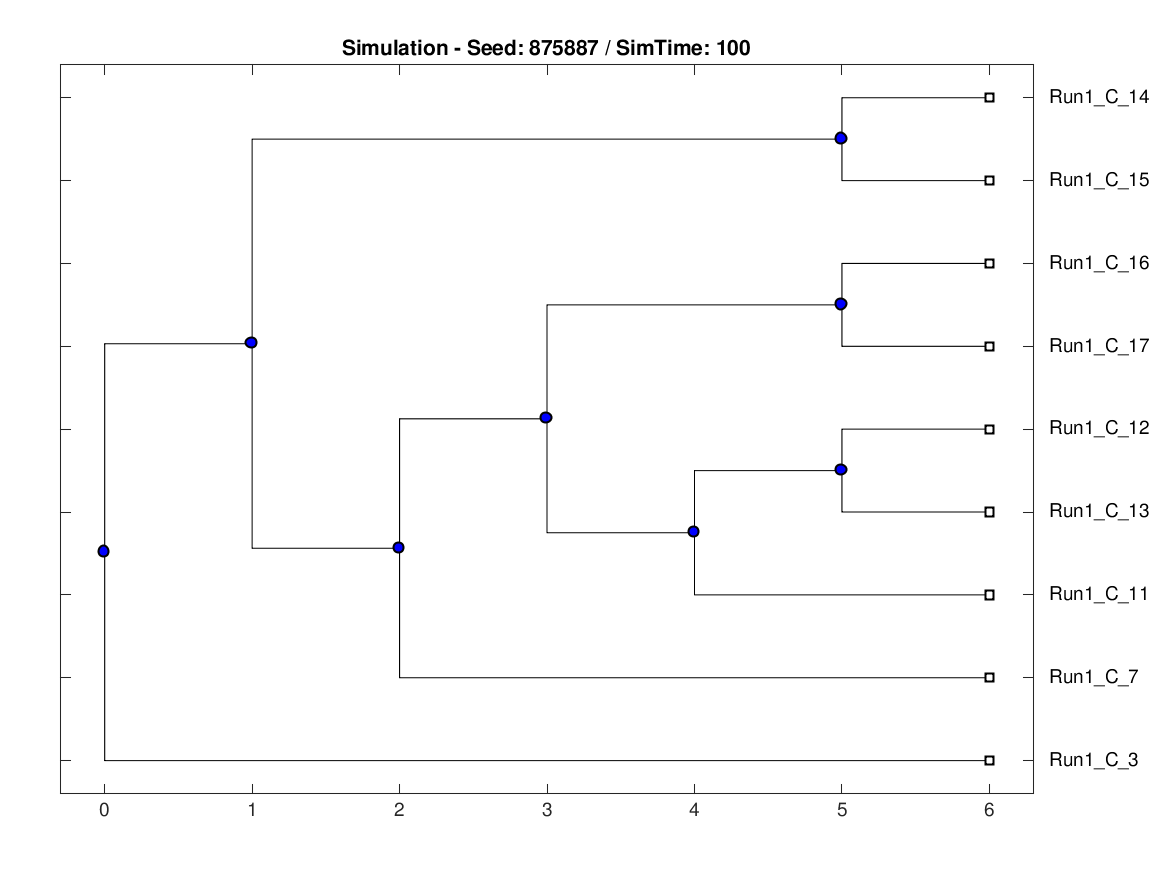 Simulation - Seed: 875887 / SimTime: 100
Run1_C_14
Run1_C_15
Run1_C_16
Run1_C_17
Run1_C_12
Run1_C_13
Run1_C_11
Run1_C_7
Run1_C_3
0 1 2 3 4 5 6